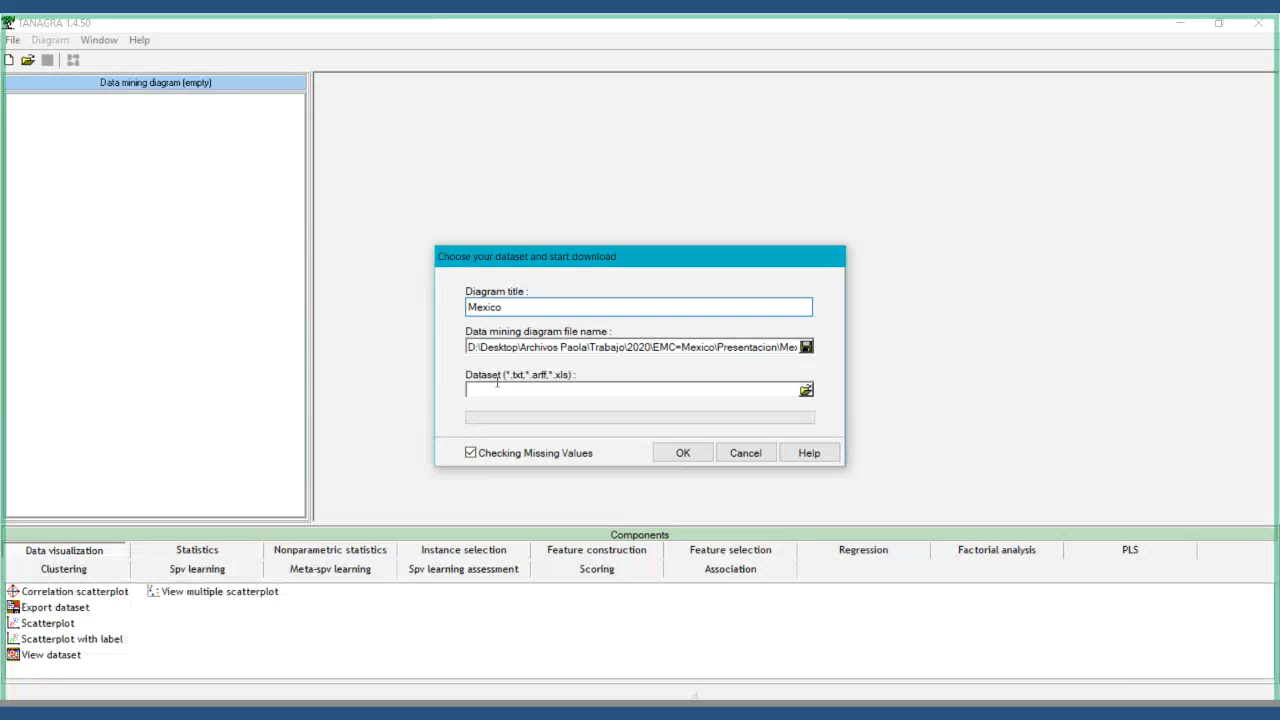 TANAGRA 1.4.50
File Diagram Window Help
Data mining diagram (empty)
Choose your dataset and start download
Diagram title :
Mexico
Data mining diagram file name :
D:\Desktop\Archivos Paola\Trabajo\2020\EMC=Mexico\Presentacion\Mex
Dataset (*.txt,*.arff,*.xls) :
Checking Missing Values OK Cancel Help
Components
Data visualization Statistics Nonparametric statistics Instance selection Feature construction Feature selection Regression Factorial analysis PLS
Clustering Spv learning Meta-spv learning Spv learning assessment Scoring Association
Correlation scatterplot View multiple scatterplot
Export dataset
Scatterplot
Scatterplot with label
View dataset